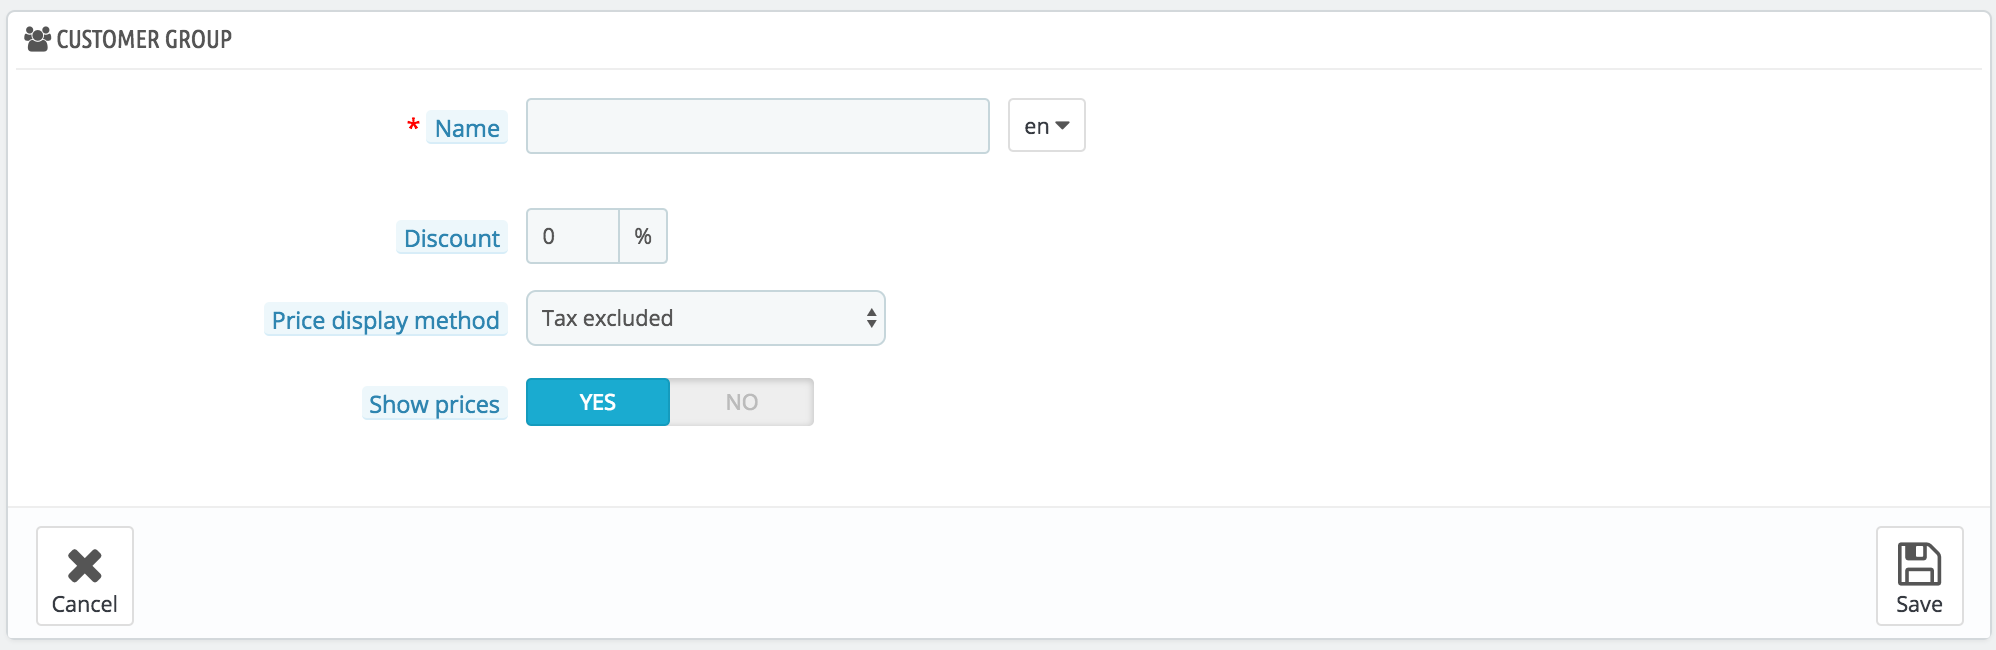 CUSTOMER GROUP
* Name en
Discount 0 %
Price display method Tax excluded
Show prices YES NO
Cancel Save